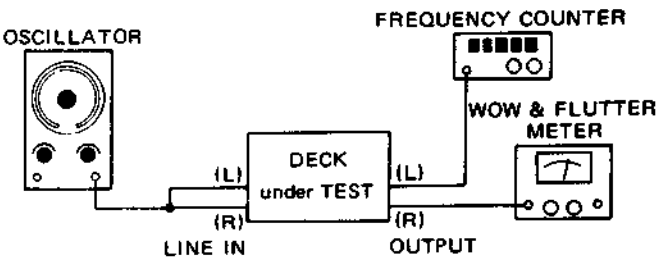 FREQUENCY COUNTER
OSCILLATOR
WOW & FLUTTER
METER
DECK
under TEST
(L)
(R)
(L)
(R)
LINE IN
OUTPUT